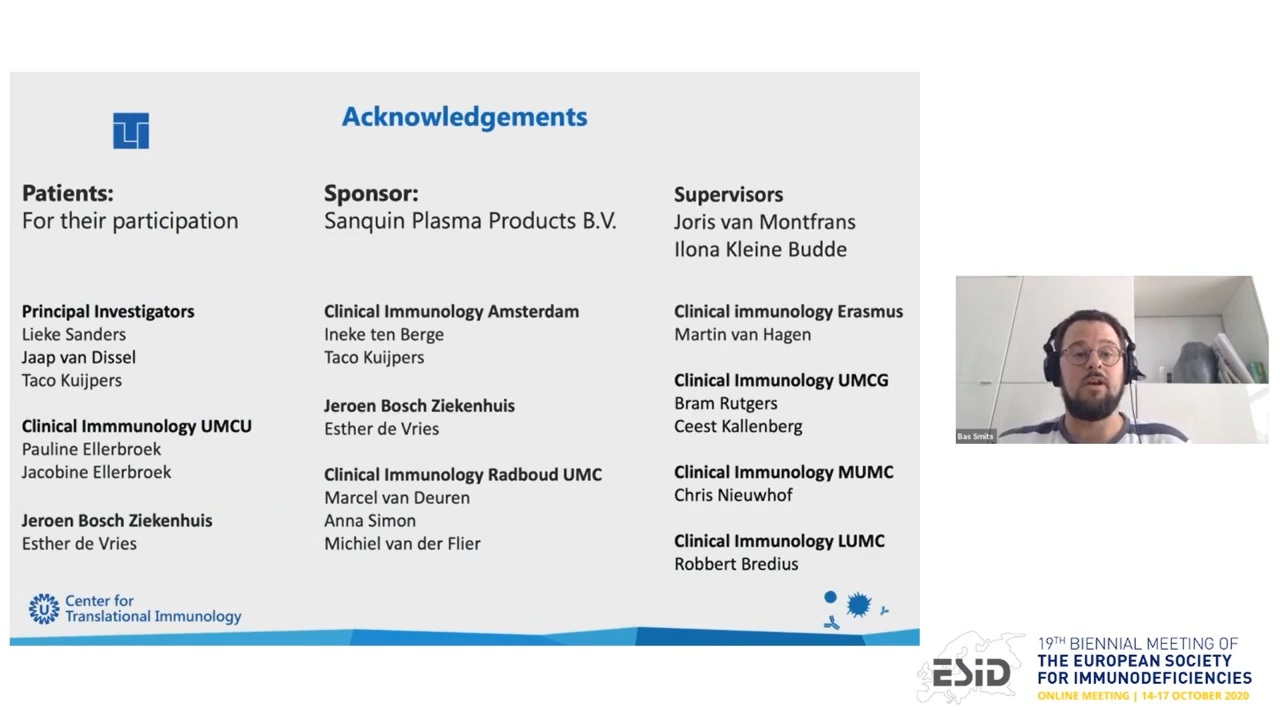 Acknowledgements
Patients:
For their participation
Sponsor:
Sanquin Plasma Products B.V.
Supervisors
Joris van Montfrans
Ilona Kleine Budde
Principal Investigators
Lieke Sanders
Jaap van Dissel
Taco Kuijpers
Clinical Immmunology UMCU
Pauline Ellerbroek
Jacobine Ellerbroek
Jeroen Bosch Ziekenhuis
Esther de Vries
Clinical Immunology Amsterdam
Ineke ten Berge
Taco Kuijpers
Jeroen Bosch Ziekenhuis
Esther de Vries
Clinical Immunology Radboud UMC
Marcel van Deuren
Anna Simon
Michiel van der Flier
Clinical immunology Erasmus
Martin van Hagen
Clinical Immunology UMCG
Bram Rutgers
Ceest Kallenberg
Clinical Immunology MUMC
Chris Nieuwhof
Clinical Immunology LUMC
Robbert Bredius
U
Center for
Translational Immunology
Bas Smits
ESiD
19TH BIENNIAL MEETING OF
THE EUROPEAN SOCIETY
FOR IMMUNODEFICIENCIES
ONLINE MEETING | 14-17 OCTOBER 2020